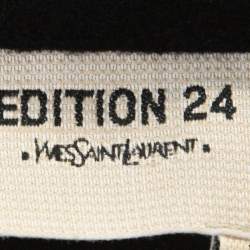 EDITION 24
• YVESSAINTLAURENT •